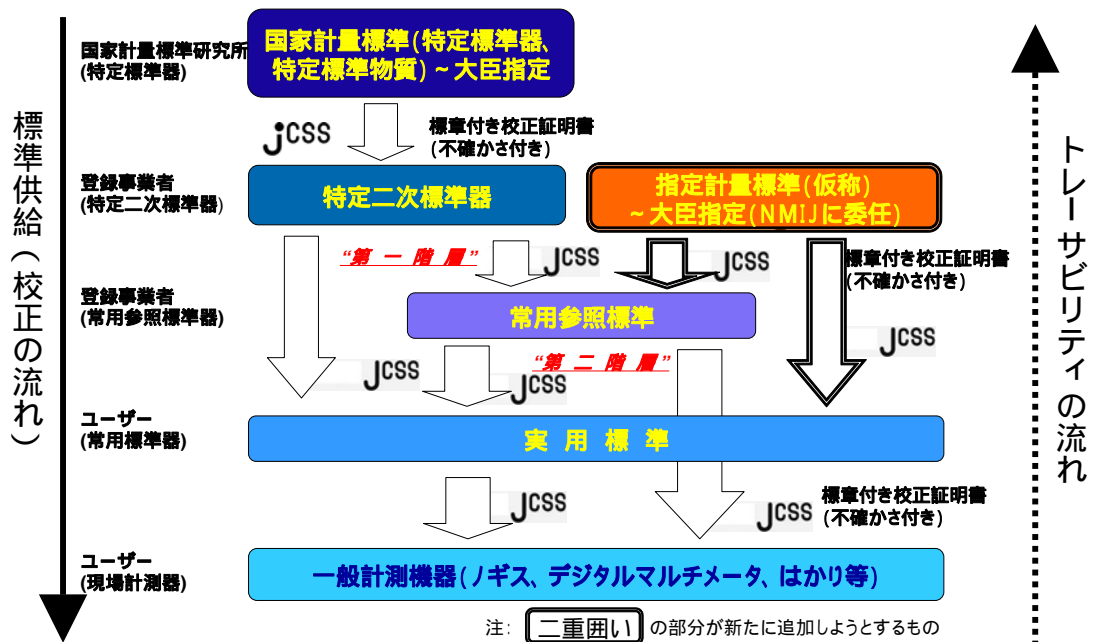 国家計量標準研究所
(特定標準器)
国家計量標準(特定標準器、
特定標準物質)～大臣指定
標準供給(校正の流れ)
トレーサビリティの流れ
jCSS
標章付き校正証明書
(不確かさ付き)
登録事業者
(特定二次標準器)
特定二次標準器
指定計量標準(仮称)
～大臣指定(NMIJに委任)
“第一階層”
JCSS
JCSS
標章付き校正証明書
(不確かさ付き)
登録事業者
(常用参照標準器)
常用参照標準
JCSS
“第二階層”
JCSS
JCSS
ユーザー
(常用標準器)
実用標準
JCSS
JCSS
標章付き校正証明書
(不確かさ付き)
ユーザー
(現場計測器)
一般計測機器(ノギス、デジタルマルチメータ、はかり等)
注: 二重囲い の部分が新たに追加しようとするもの